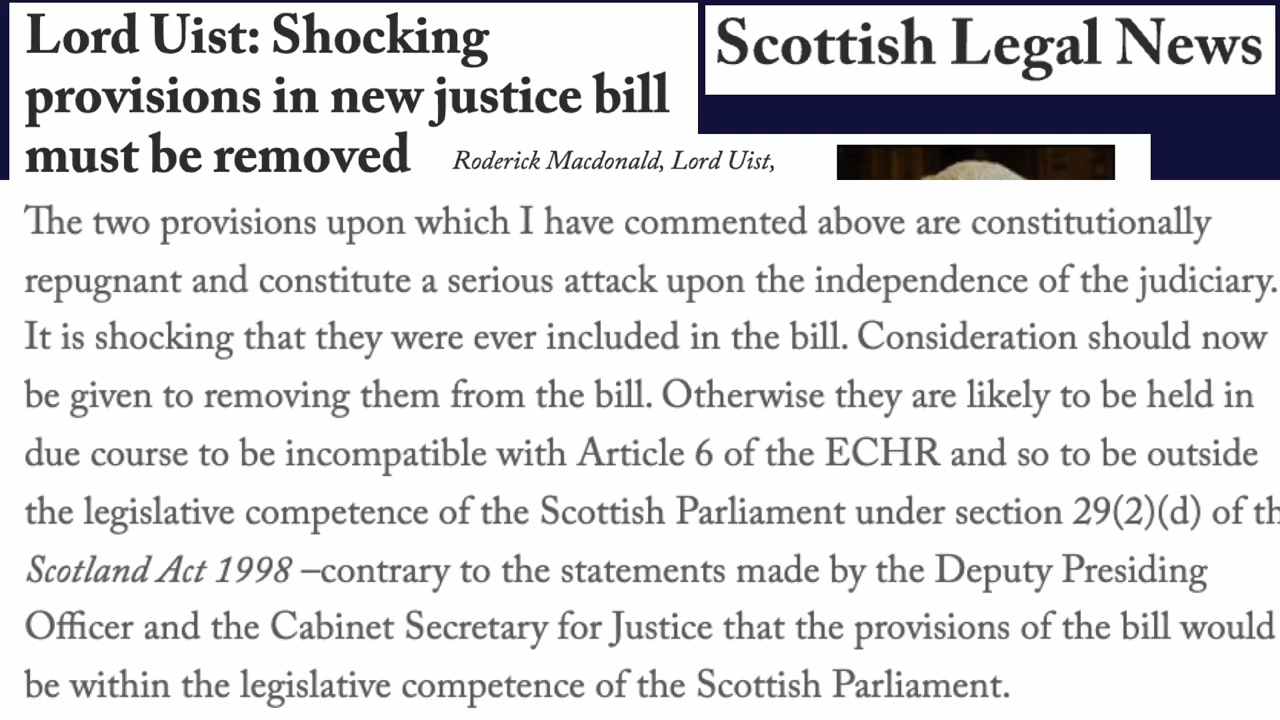 Lord Uist: Shocking
provisions in new justice bill
must be removed
Roderick Macdonald, Lord Uist,
Scottish Legal News
The two provisions upon which I have commented above are constitutionally
repugnant and constitute a serious attack upon the independence of the judiciary.
It is shocking that they were ever included in the bill. Consideration should now
be given to removing them from the bill. Otherwise they are likely to be held in
due course to be incompatible with Article 6 of the ECHR and so to be outside
the legislative competence of the Scottish Parliament under section 29(2)(d) of th
Scotland Act 1998 –contrary to the statements made by the Deputy Presiding
Officer and the Cabinet Secretary for Justice that the provisions of the bill would
be within the legislative competence of the Scottish Parliament.